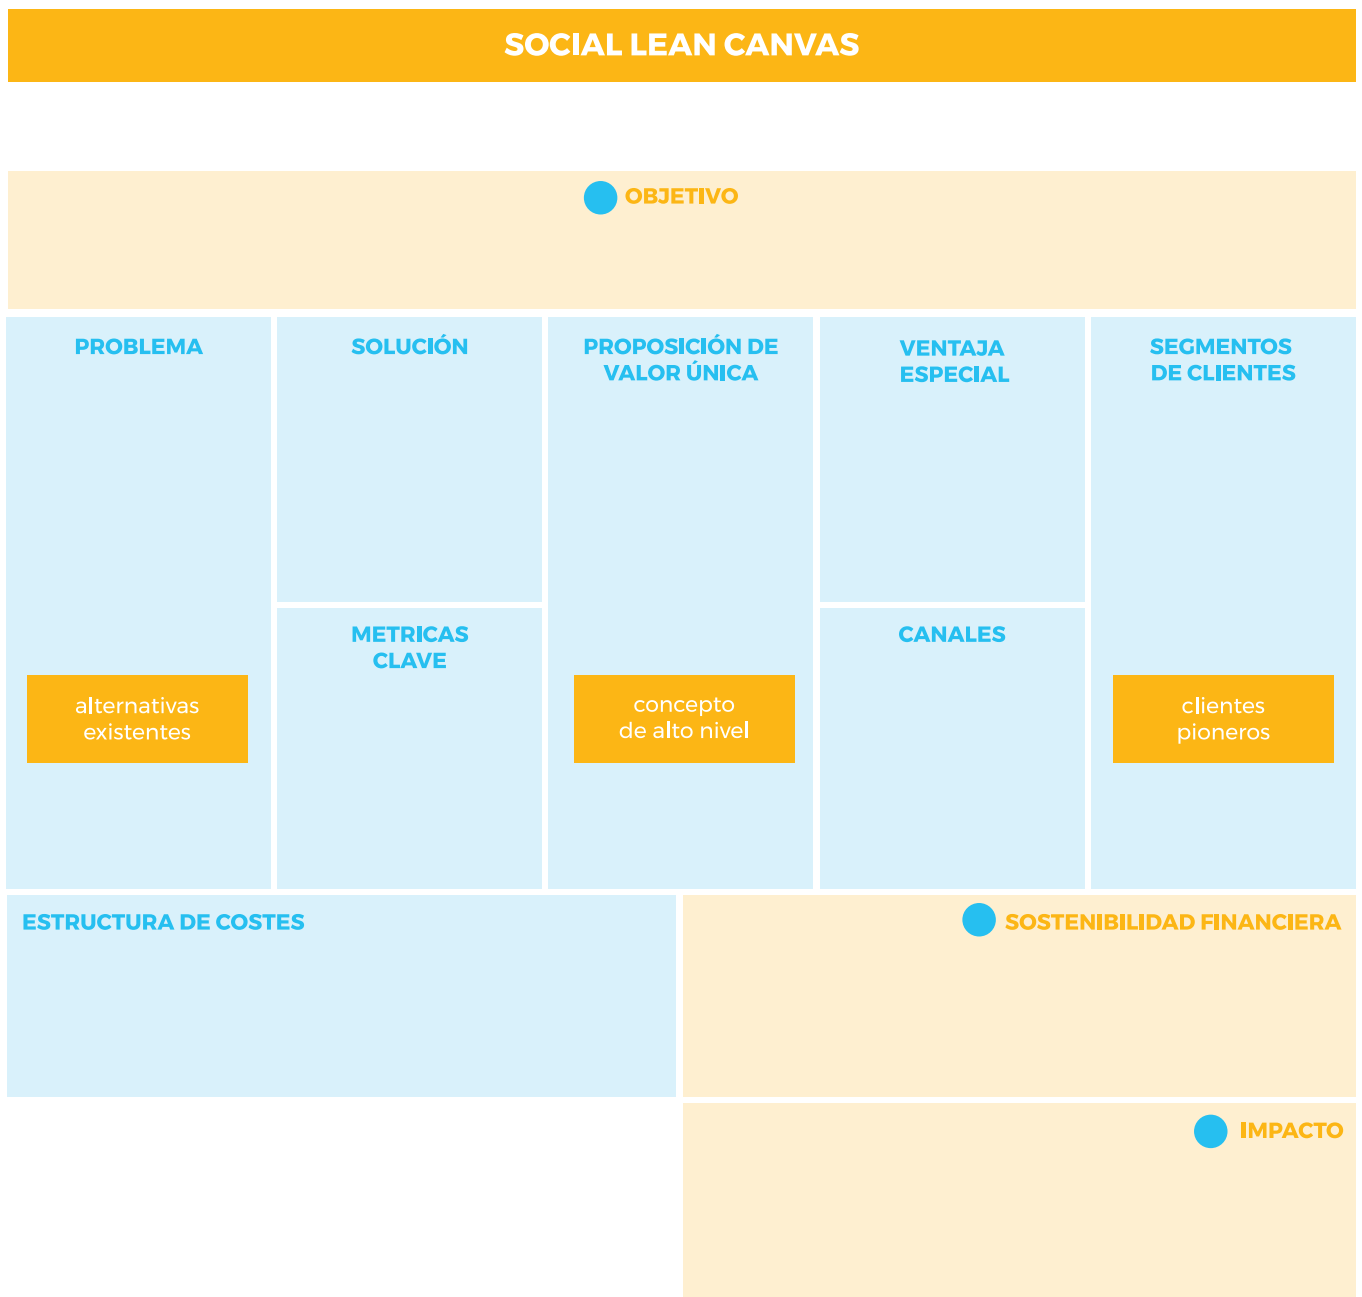 SOCIAL LEAN CANVAS
OBJETIVO
PROBLEMA
alternativas
existentes
SOLUCIÓN
METRICAS
CLAVE
PROPOSICIÓN DE
VALOR ÚNICA
concepto
de alto nivel
VENTAJA
ESPECIAL
CANALES
SEGMENTOS
DE CLIENTES
clientes
pioneros
ESTRUCTURA DE COSTES
SOSTENIBILIDAD FINANCIERA
IMPACTO